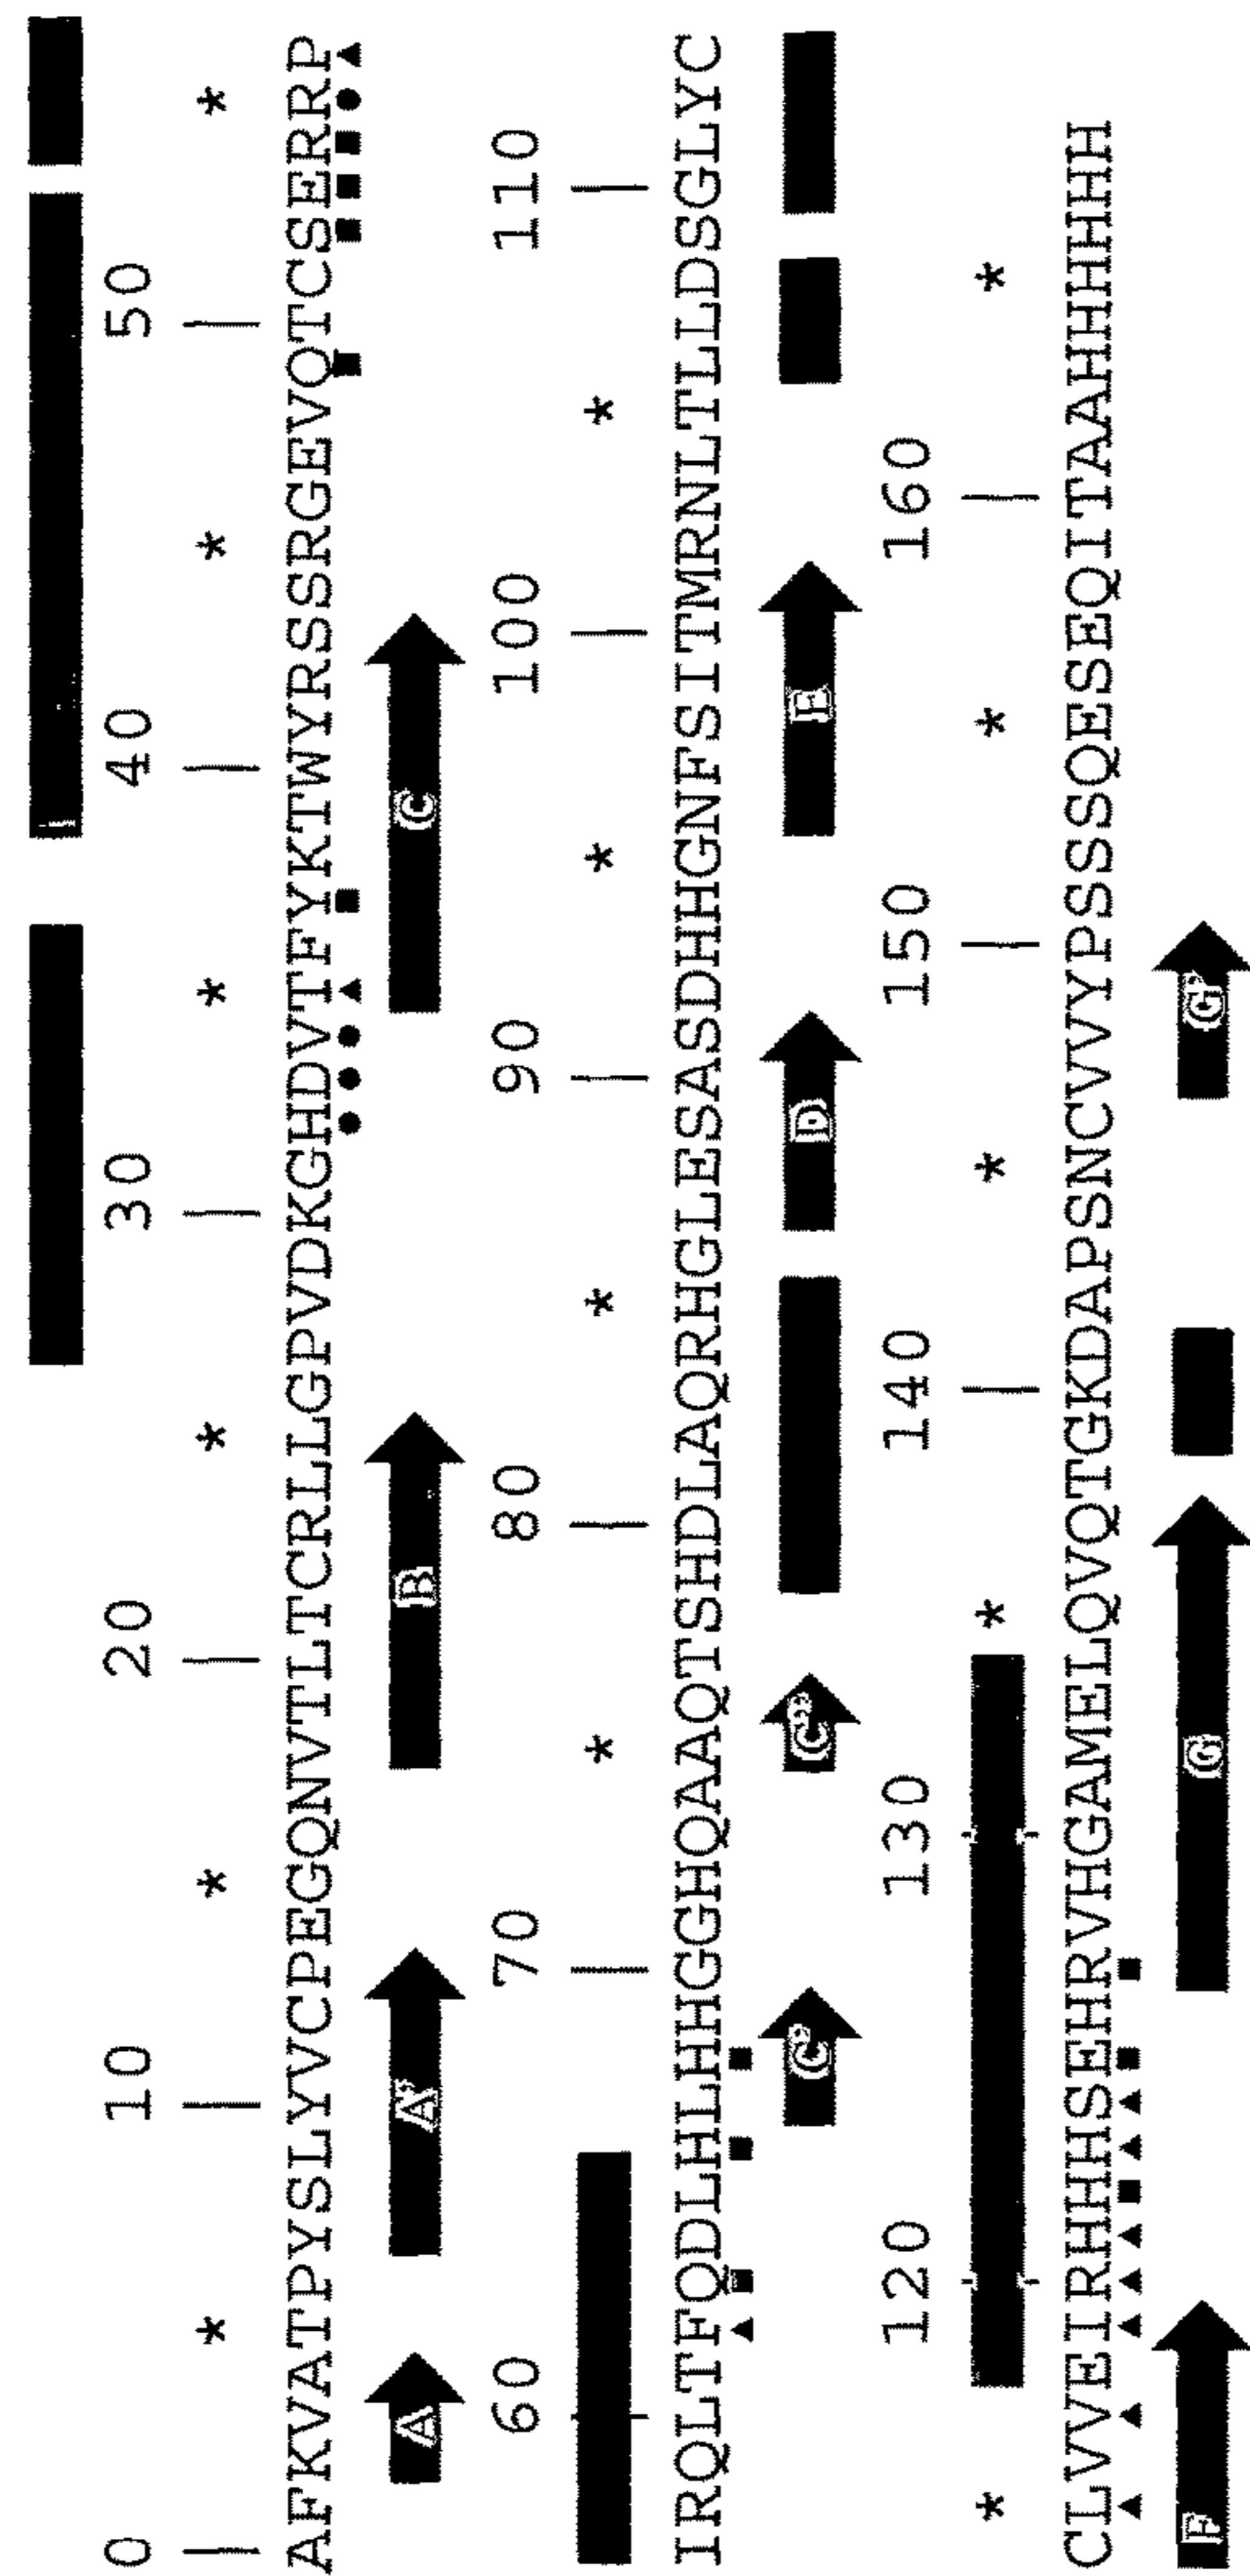 0 10 20 30 40 50
* * * * * *
AFKVATPYSLYVCPEGQNVTLTCRLLGPVDKGHDVTFYKTWYRSSRGEVQTCSERRP
A A' B C
60 70 80 90 100 110
* * * *
IRQLTFQDLHLHHGGHQAAQTSHDLAQRHGLESASDHHGNFSITMRNLTLLDSGLYC
C' C'' D E
120 130 140 150 160
* * * * *
CLVVEIRHHHSEHRVHGAMELQVQTGKDAPSNCVVYPSSSQESEQITAAHHHHHH
F G G'